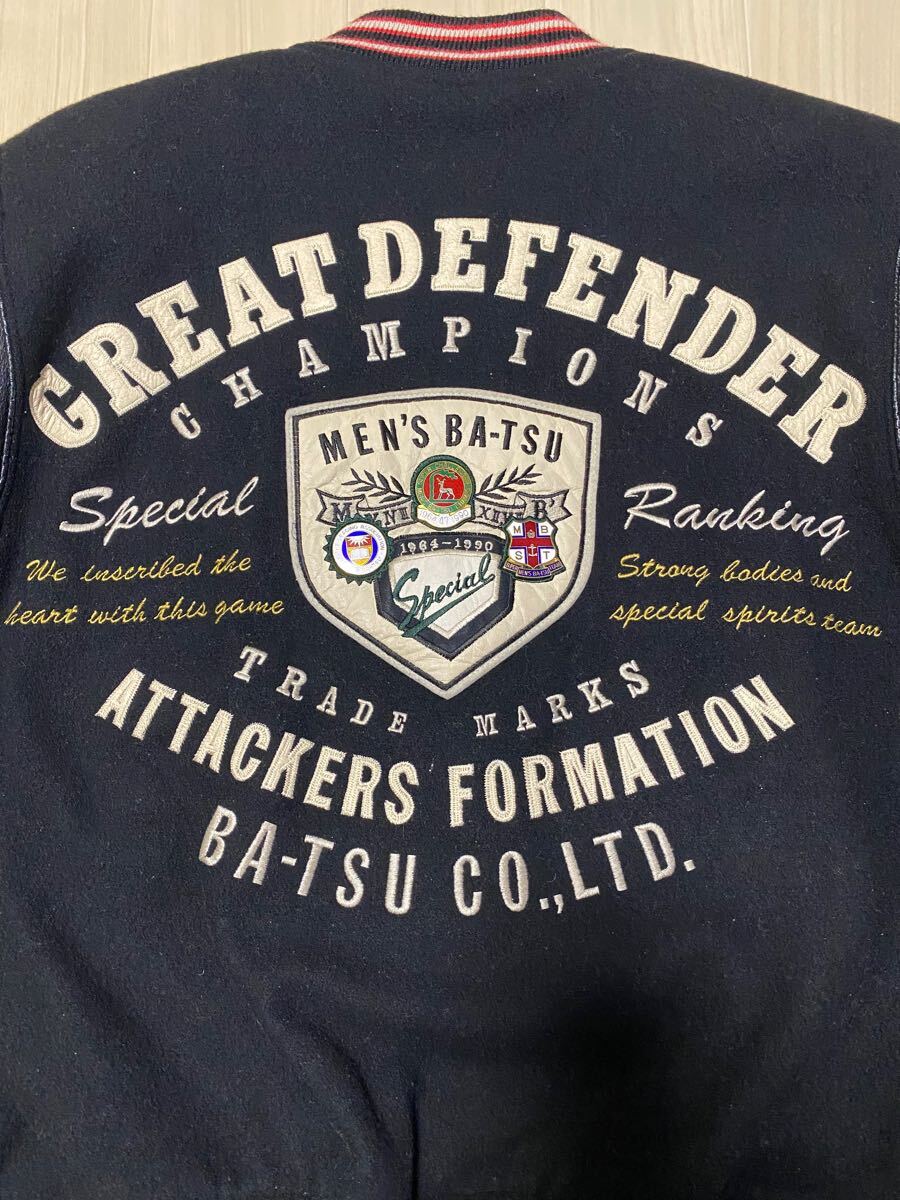 GREAT DEFENDER
CHAMPIONS
MEN'S BA-TSU
Special
Ranking
We inscribed the
heart with this game
Strong bodies and
special spirits team
1964-1990
M B
S T
Special
TRADE MARKS
ATTACKERS FORMATION
BA-TSU CO.,LTD.